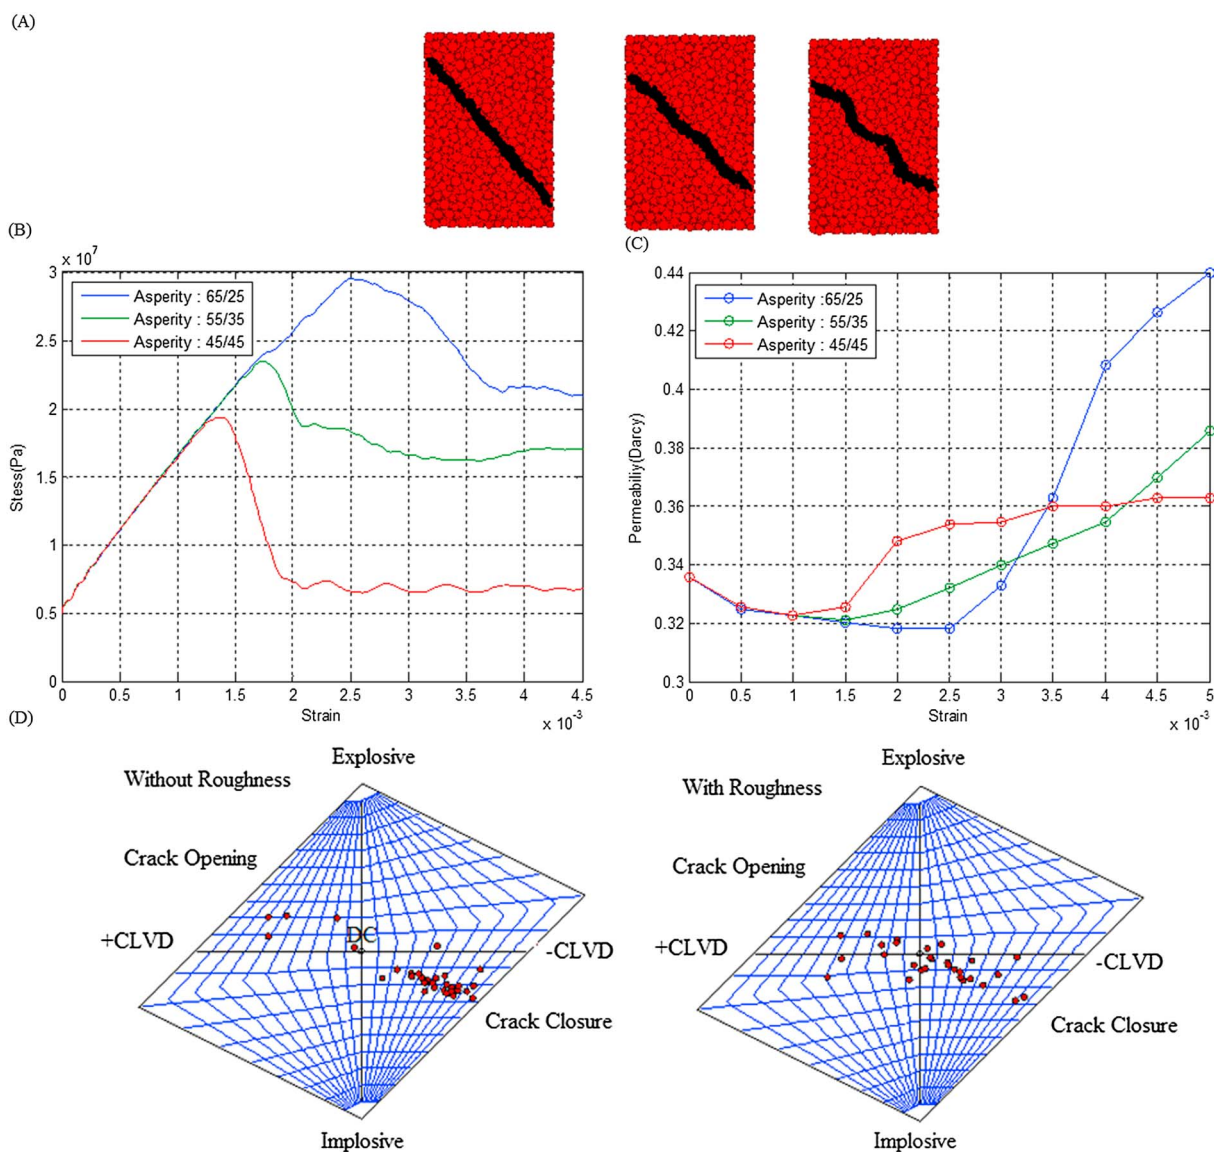 (A)
(B)
(C)
x 10⁷
3
2.5
2
1.5
1
0.5
0
Stess(Pa)
Asperity : 65/25
Asperity : 55/35
Asperity : 45/45
0 0.5 1 1.5 2 2.5 3 3.5 4 4.5
Strain
x 10⁻³
0.44
0.42
0.4
0.38
0.36
0.34
0.32
0.3
Permeabiliy(Darcy)
Asperity :65/25
Asperity : 55/35
Asperity : 45/45
0 0.5 1 1.5 2 2.5 3 3.5 4 4.5 5
Strain
x 10⁻³
(D)
Explosive
Without Roughness
Crack Opening
+CLVD
DC
-CLVD
Crack Closure
Implosive
Explosive
With Roughness
Crack Opening
+CLVD
-CLVD
Crack Closure
Implosive